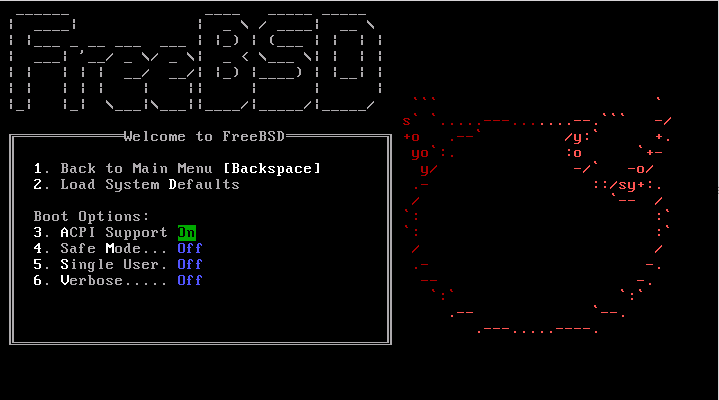 FreeBSD
Welcome to FreeBSD
1. Back to Main Menu [Backspace]
2. Load System Defaults
Boot Options:
3. ACPI Support On
4. Safe Mode... Off
5. Single User. Off
6. Verbose..... Off